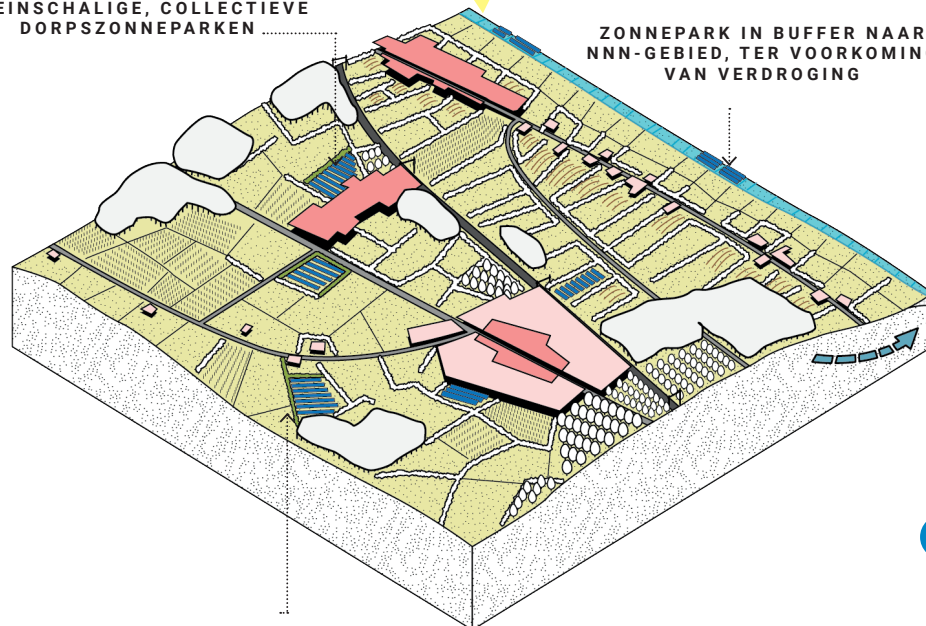 EINSCHALIGE, COLLECTIEVE
DORPSZONNEPARKEN
ZONNEPARK IN BUFFER NAAR
NNN-GEBIED, TER VOORKOMING
VAN VERDROGING